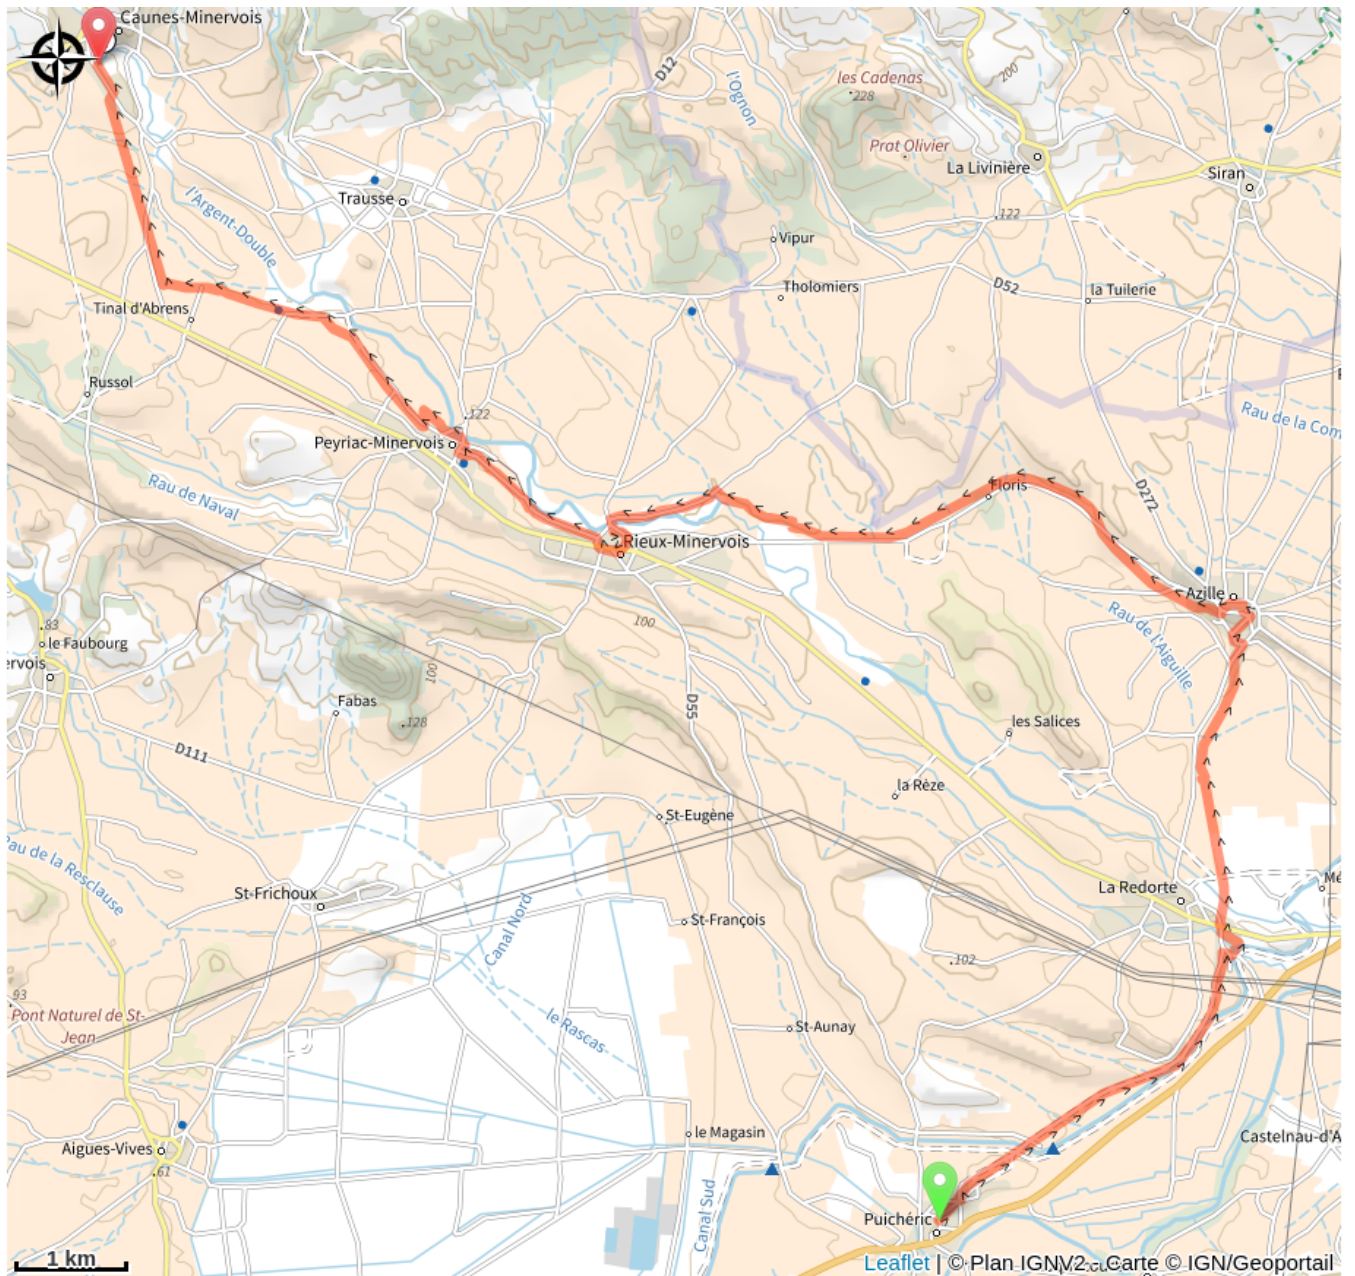 Caunes-Minervois
D12
l'Ognon
les Cadenas
228
200
Prat Olivier
La Livinière
Siran
Trausse
l'Argent-Double
122
Vipur
Tholomiers
D52
la Tuilerie
Tinal d'Abrens
Russol
122
Peyriac-Minervois
Rau de la Com
Rau de Naval
Floris
D272
Rieux-Minervois
Azille
83
le Faubourg
ervois
100
Rau de l'Aiguille
100
Fabas
128
D55
les Salices
D111
la Rèze
St-Eugène
Rau de la Resclause
St-Frichoux
La Redorte
Mé
Canal Nord
St-François
102
93
Pont Naturel de St-
Jean
le Rascas
St-Aunay
Aigues-Vives
61
le Magasin
Castelnau-d'A
Canal Sud
Puichéric
1 km
Leaflet | © Plan IGNV2 - Carte © IGN/Geoportail